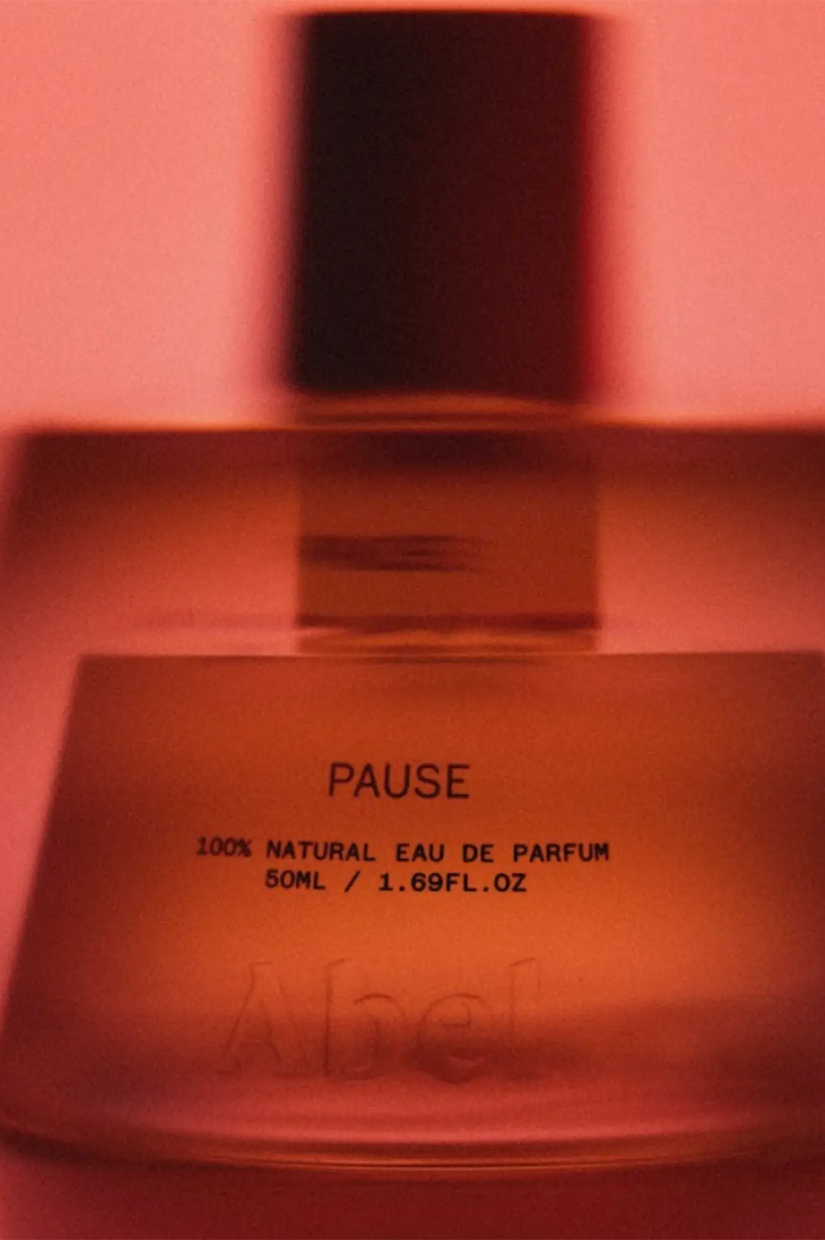 PAUSE
100% NATURAL EAU DE PARFUM
50ML / 1.69FL.OZ
Abel